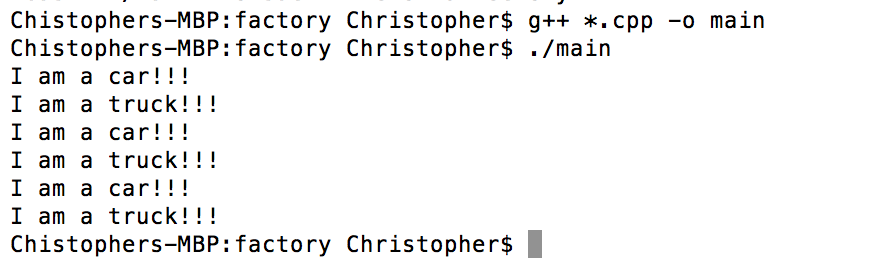 Chistophers-MBP:factory Christopher$ g++ *.cpp -o main
Chistophers-MBP:factory Christopher$ ./main
I am a car!!!
I am a truck!!!
I am a car!!!
I am a truck!!!
I am a car!!!
I am a truck!!!
Chistophers-MBP:factory Christopher$